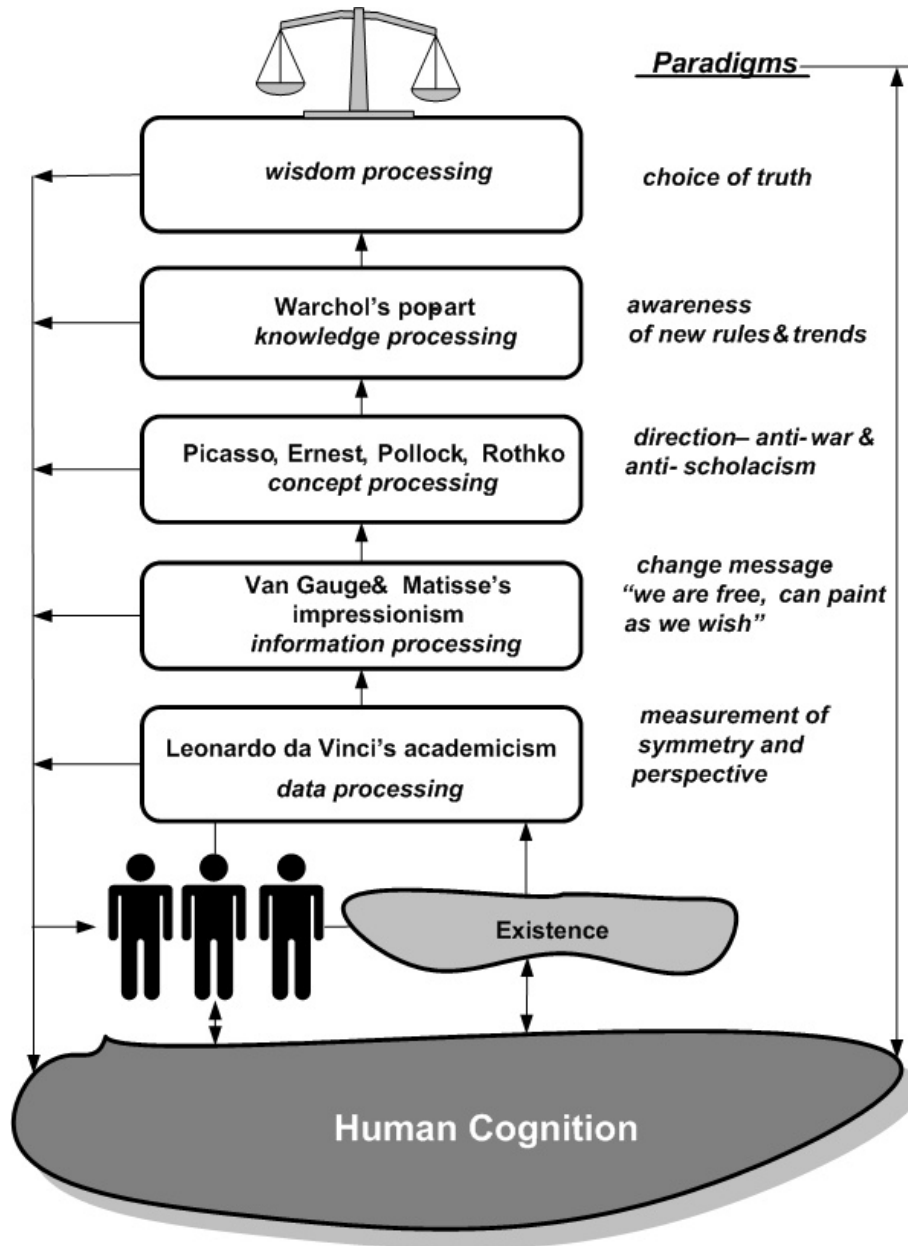 Paradigms
wisdom processing
choice of truth
Warchol's pop-art
knowledge processing
awareness
of new rules & trends
Picasso, Ernest, Pollock, Rothko
concept processing
direction – anti- war &
anti- scholacism
Van Gauge& Matisse's
impressionism
information processing
change message-
“we are free, can paint
as we wish”
Leonardo da Vinci's academicism
data processing
measurement of
symmetry and
perspective
Existence
Human Cognition